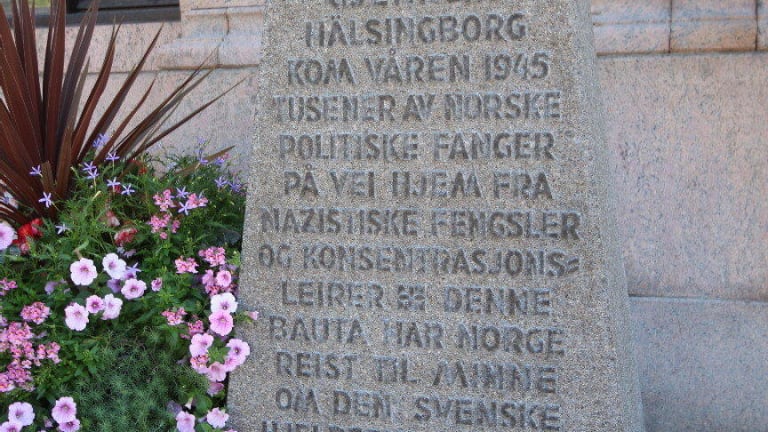 HÄLSINGBORG
KOM VÅREN 1945
TUSENER AV NORSKE
POLITISKE FANGER
PÅ VEI HJEM FRA
NAZISTISKE FENGSLER
OG KONSENTRASJONS=
LEIRER ⁜ DENNE
BAUTA HAR NORGE
REIST TIL MINNE
OM DEN SVENSKE